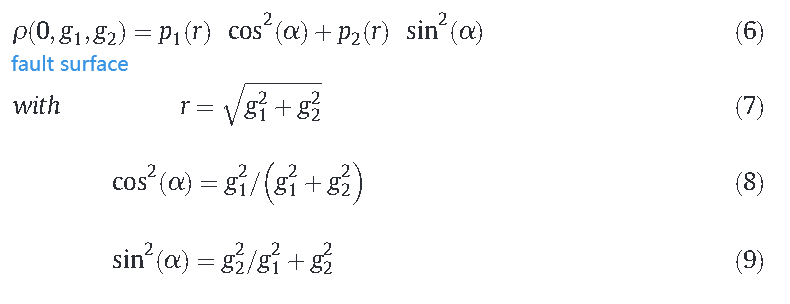 ρ(0,g₁,g₂) = p₁(r) cos²(α) + p₂(r) sin²(α) (6)
fault surface
with r = √(g₁² + g₂²) (7)
cos²(α) = g₁²/(g₁² + g₂²) (8)
sin²(α) = g₂²/g₁² + g₂² (9)